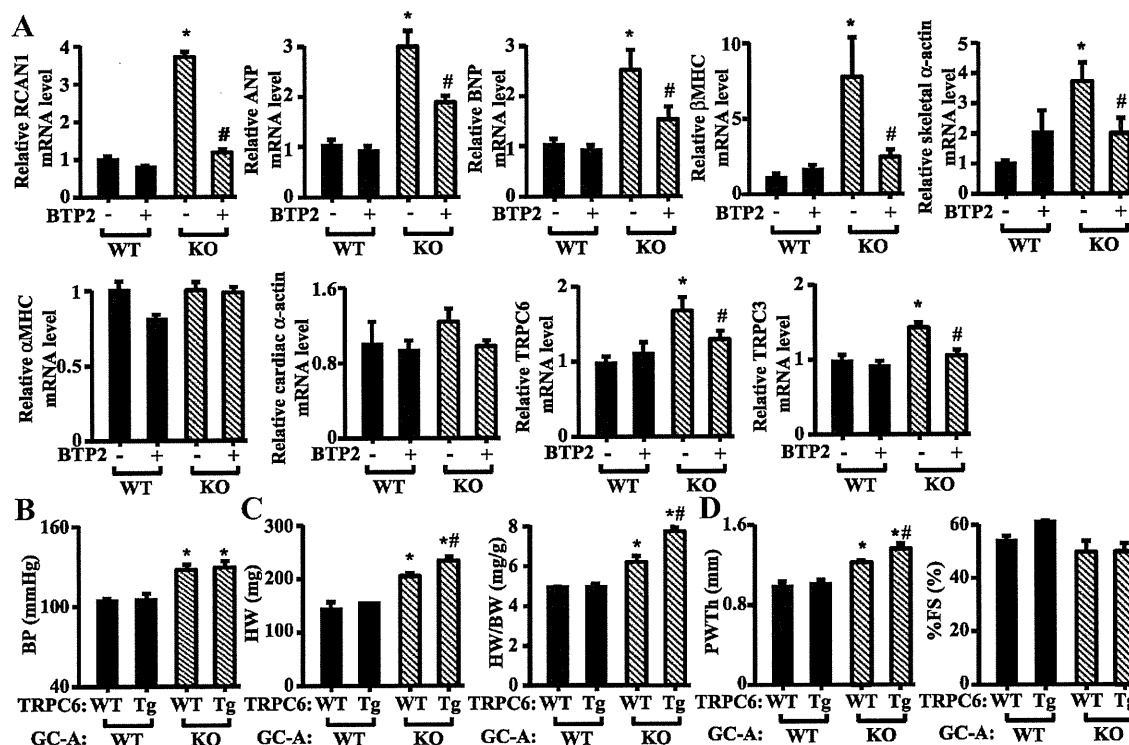 A
Relative RCAN1
mRNA level
4
3
2
1
0
BTP2 - + - +
WT KO
Relative ANP
mRNA level
3
2
1
0
- + - +
WT KO
Relative BNP
mRNA level
3
2
1
0
BTP2 - + - +
WT KO
Relative βMHC
mRNA level
10
5
0
BTP2 - + - +
WT KO
Relative skeletal α-actin
mRNA level
5
4
3
2
1
0
BTP2 - + - +
WT KO
* # * # * # * # * #
Relative αMHC
mRNA level
1
0.5
0
BTP2 - + - +
WT KO
Relative cardiac α-actin
mRNA level
1.6
0.8
0.4
0
BTP2 - + - +
WT KO
Relative TRPC6
mRNA level
2
1
0
BTP2 - + - +
WT KO
* #
Relative TRPC3
mRNA level
2
1
0
BTP2 - + - +
WT KO
* #
B
BP (mmHg)
160
130
100
70
40
* *
TRPC6: WT Tg WT Tg
GC-A: WT KO
C
HW (mg)
300
200
150
0
* *#
TRPC6: WT Tg WT Tg
GC-A: WT KO
HW/BW (mg/g)
8
6
4
2
0
* *#
WT Tg WT Tg
WT KO
D
PWTh (mm)
1.6
0.8
0
* *#
TRPC6: WT Tg WT Tg
GC-A: WT KO
%FS (%)
60
40
20
0
WT Tg WT Tg
WT KO